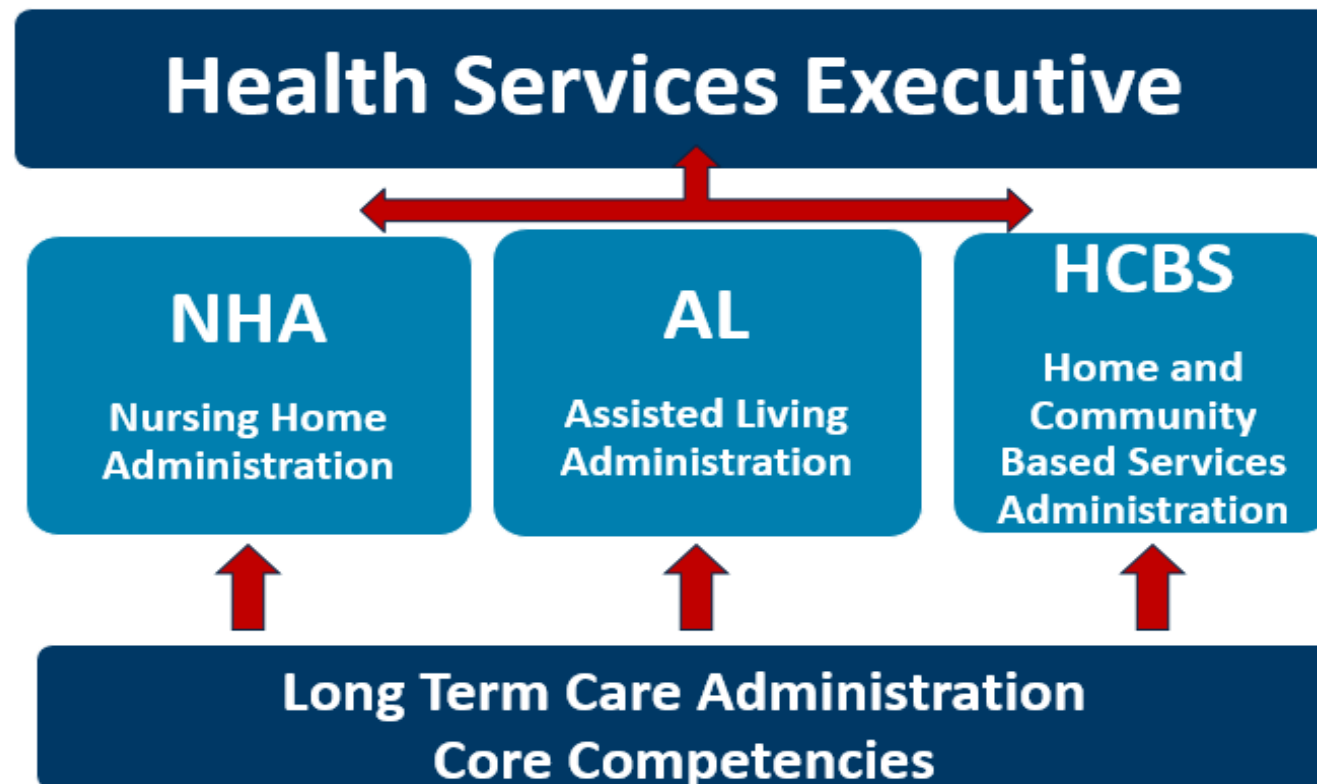 Health Services Executive
NHA
Nursing Home
Administration
AL
Assisted Living
Administration
HCBS
Home and
Community
Based Services
Administration
Long Term Care Administration
Core Competencies